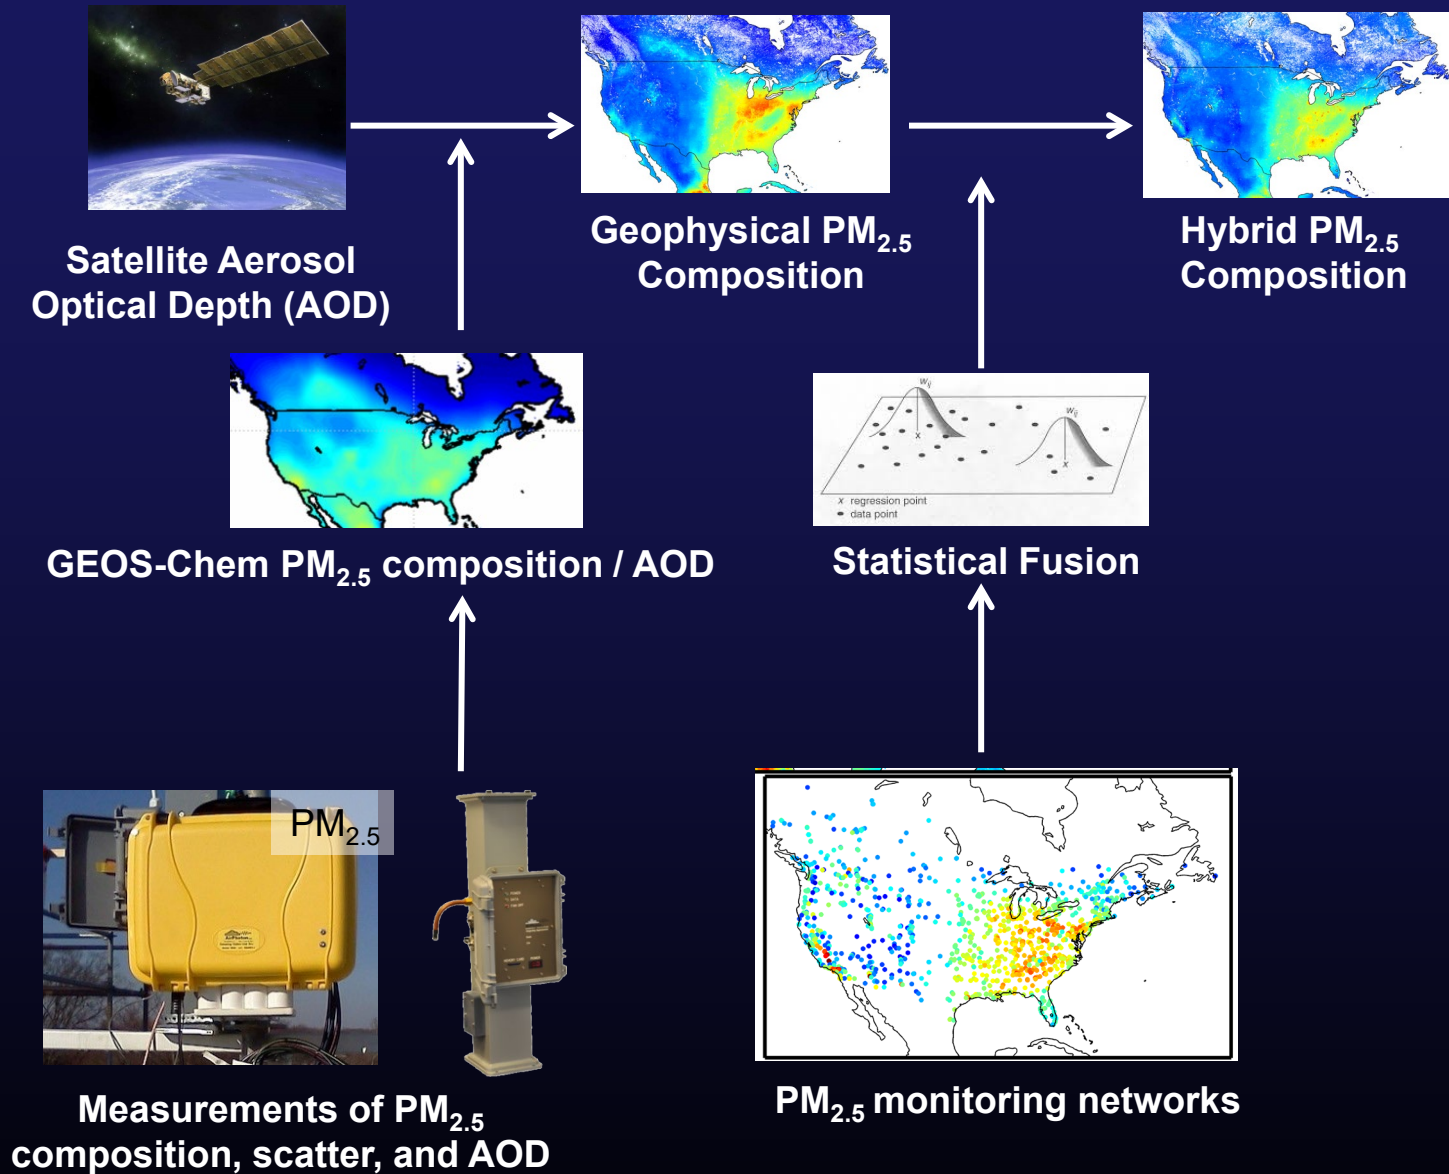 Satellite Aerosol
Optical Depth (AOD)
Geophysical PM₂.₅
Composition
Hybrid PM₂.₅
Composition
GEOS-Chem PM₂.₅ composition / AOD
wᵢⱼ
wᵢⱼ
x
x
x regression point
data point
Statistical Fusion
PM₂.₅
Measurements of PM₂.₅
composition, scatter, and AOD
PM₂.₅ monitoring networks